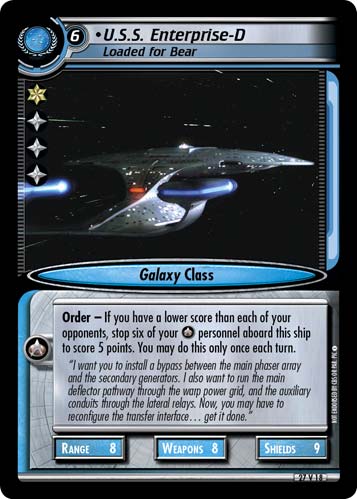 6
•U.S.S. Enterprise-D
Loaded for Bear
Galaxy Class
Order – If you have a lower score than each of your
opponents, stop six of your personnel aboard this ship
to score 5 points. You may do this only once each turn.
"I want you to install a bypass between the main phaser array
and the secondary generators. I also want to run the main
deflector pathway through the warp power grid, and the auxiliary
conduits through the lateral relays. Now, you may have to
reconfigure the transfer interface... get it done."
RANGE 8 WEAPONS 8 SHIELDS 9
27 V 18